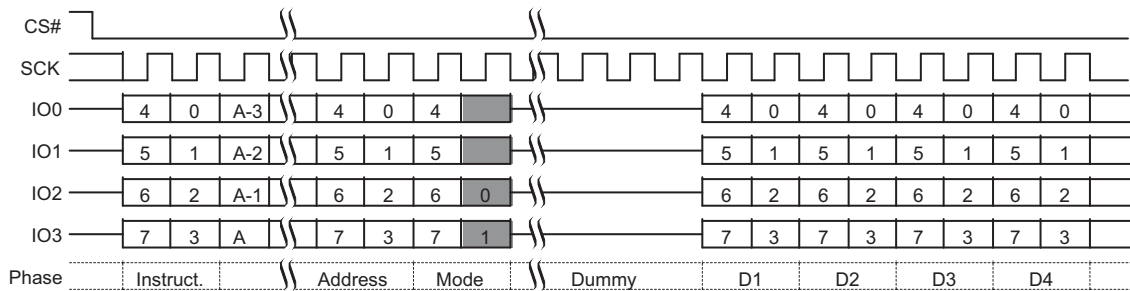 CS#
SCK
IO0 4 0 A-3 4 0 4 4 0 4 0 4 0 4 0
IO1 5 1 A-2 5 1 5 5 1 5 1 5 1 5 1
IO2 6 2 A-1 6 2 6 0 6 2 6 2 6 2 6 2
IO3 7 3 A 7 3 7 1 7 3 7 3 7 3 7 3
Phase Instruct. Address Mode Dummy D1 D2 D3 D4